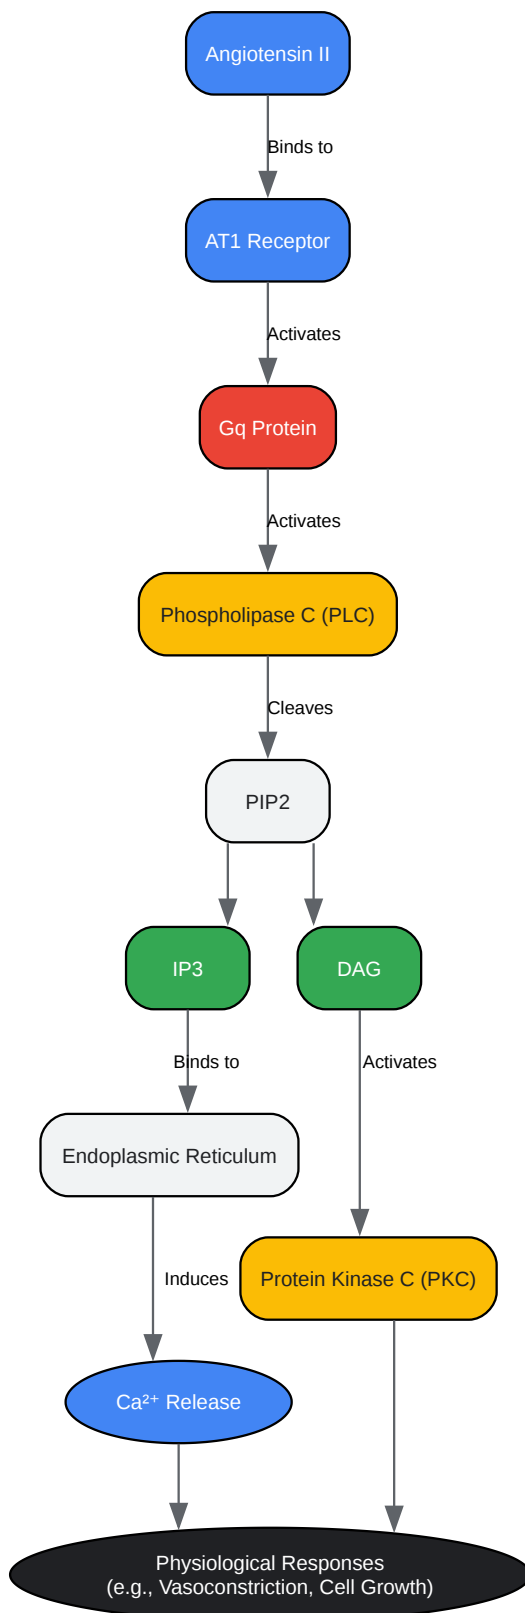 Angiotensin II
Binds to
AT1 Receptor
Activates
Gq Protein
Activates
Phospholipase C (PLC)
Cleaves
PIP2
IP3
DAG
Binds to
Activates
Endoplasmic Reticulum
Induces
Protein Kinase C (PKC)
Ca²⁺ Release
Physiological Responses
(e.g., Vasoconstriction, Cell Growth)